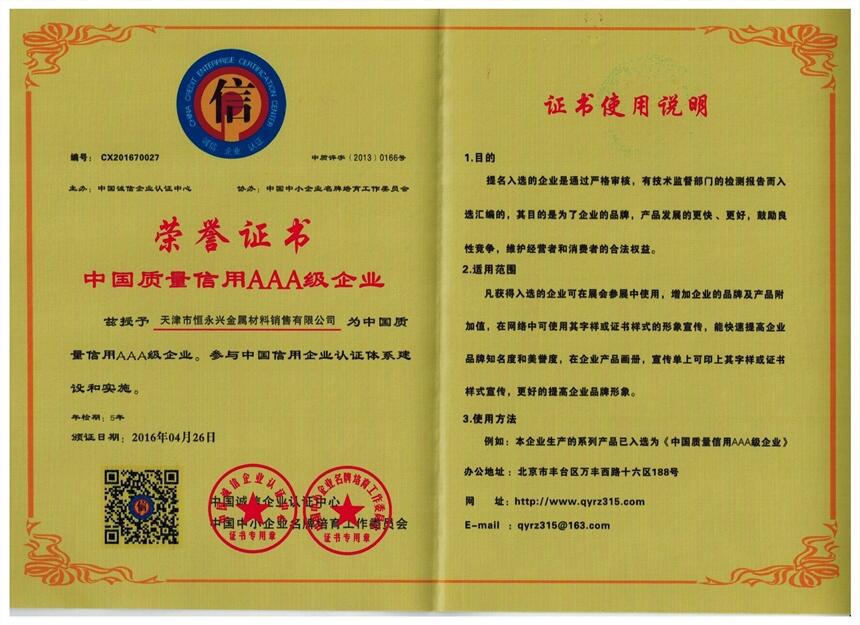 CHINA CREDIT ENTERPRISE CERTIFICATION CENTER
信
编号： CX201670027
中质评字（2013）0166号
主办：中国诚信企业认证中心
协办：中国中小企业名牌培育工作委员会
荣誉证书
中国质量信用AAA级企业
兹授予 天津市恒永兴金属材料销售有限公司 为中国质
量信用AAA级企业。参与中国信用企业认证体系建
设和实施。
年检期：5年
颁证日期：2016年04月26日
中国诚信企业认证中心
中国中小企业名牌培育工作委员会
证书专用章
证书专用章
证书使用说明
1.目的
提名入选的企业是通过严格审核，有技术监督部门的检测报告而入
选汇编的，其目的是为了企业的品牌，产品发展的更快、更好，鼓励良
性竞争，维护经营者和消费者的合法权益。
2.适用范围
凡获得入选的企业可在展会参展中使用，增加企业的品牌及产品附
加值，在网络中可使用其字样或证书样式的形象宣传，能快速提高企业
品牌知名度和美誉度，在企业产品画册，宣传单上可印上其字样或证书
样式宣传，更好的提高企业品牌形象。
3.使用方法
例如：本企业生产的系列产品已入选为《中国质量信用AAA级企业》
办公地址：北京市丰台区万丰西路十六区188号
网 址：http://www.qyrz315.com
E-mail ：qyrz315@163.com